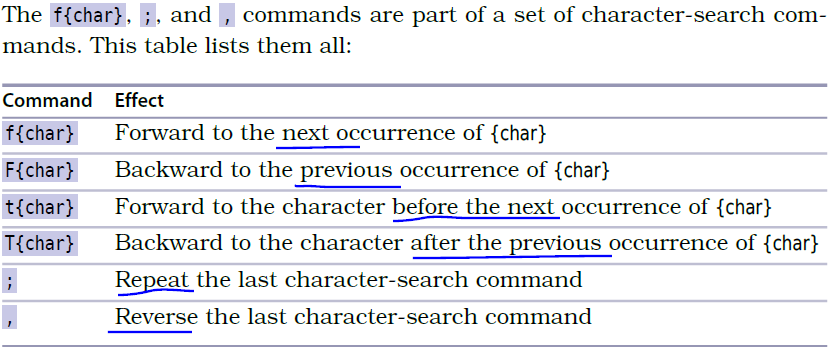 The f{char}, ;, and , commands are part of a set of character-search com-
mands. This table lists them all:
Command Effect
f{char} Forward to the next occurrence of {char}
F{char} Backward to the previous occurrence of {char}
t{char} Forward to the character before the next occurrence of {char}
T{char} Backward to the character after the previous occurrence of {char}
; Repeat the last character-search command
, Reverse the last character-search command